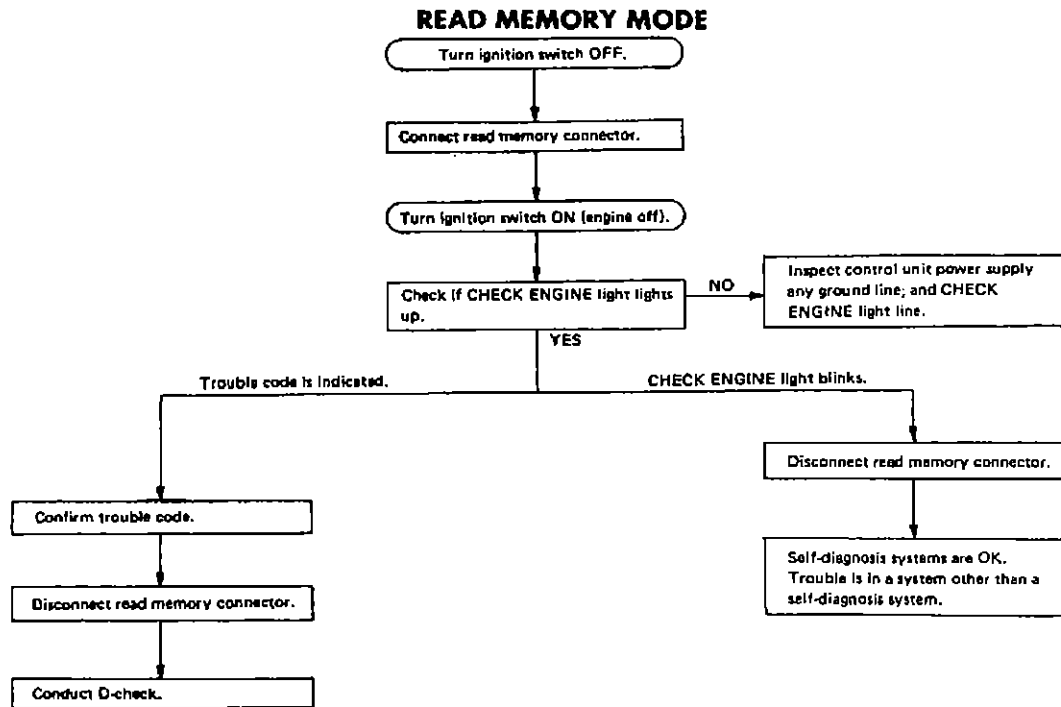 READ MEMORY MODE
Turn ignition switch OFF.
Connect read memory connector.
Turn ignition switch ON (engine off).
Check if CHECK ENGINE light lights
up.
NO
Inspect control unit power supply
any ground line; and CHECK
ENGINE light line.
YES
Trouble code is indicated.
CHECK ENGINE light blinks.
Disconnect read memory connector.
Confirm trouble code.
Self-diagnosis systems are OK.
Trouble is in a system other than a
self-diagnosis system.
Disconnect read memory connector.
Conduct D-check.